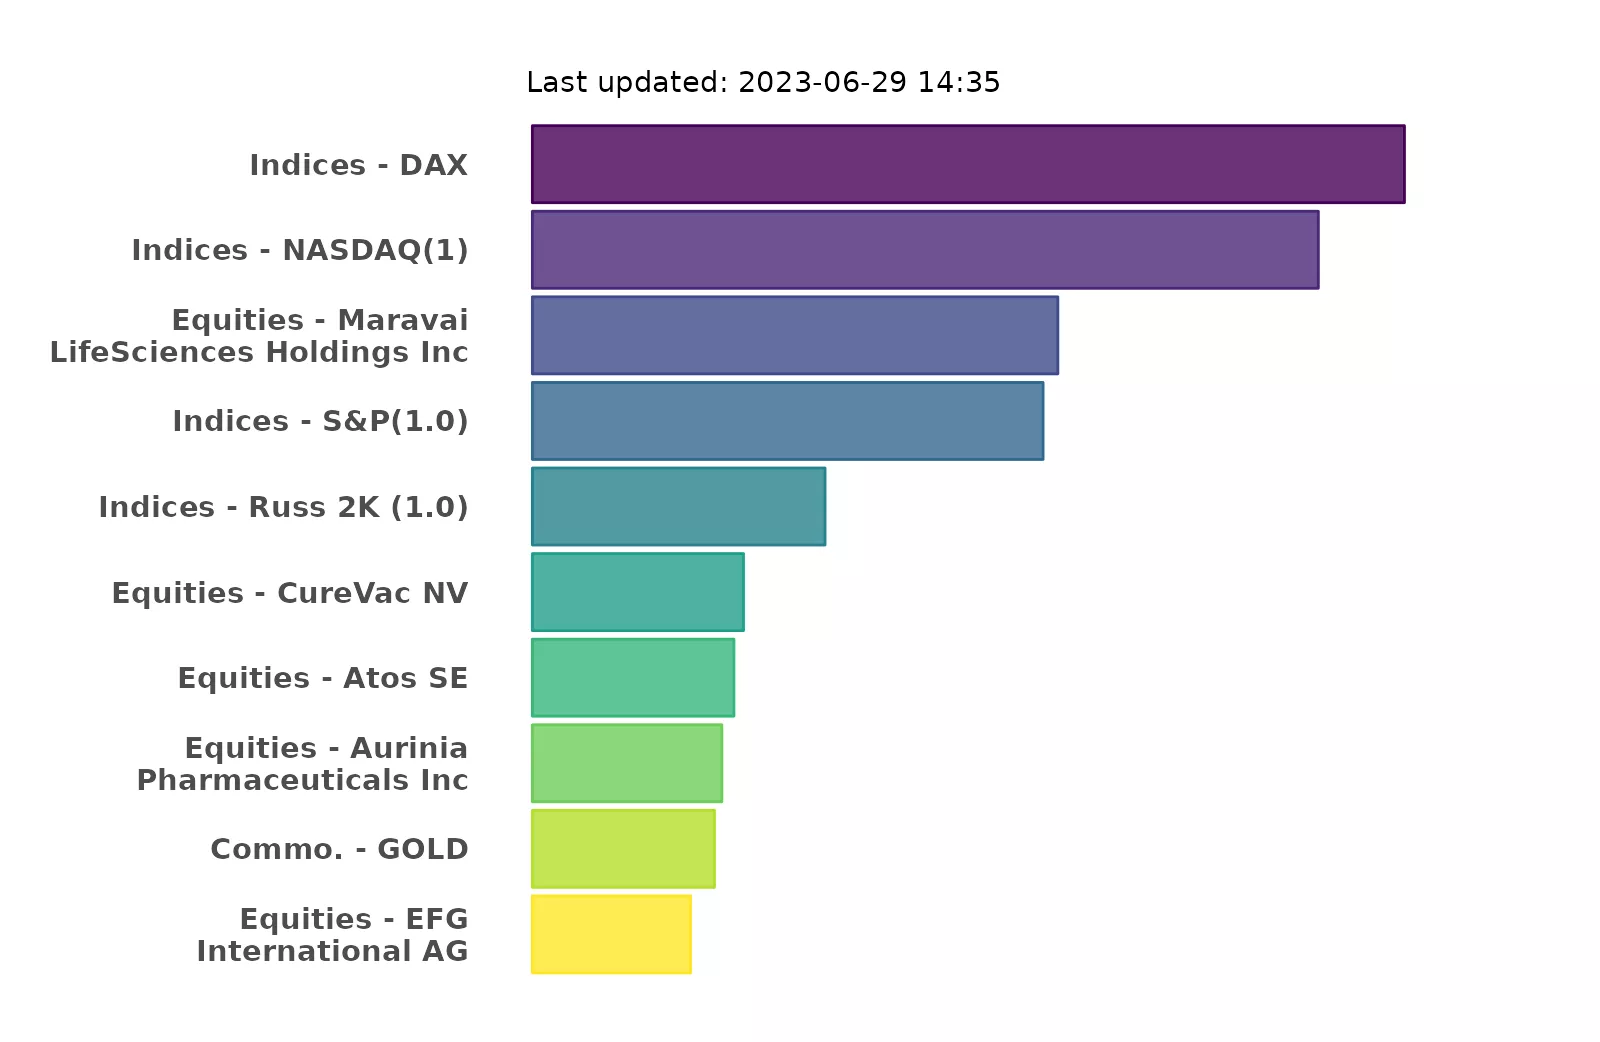 Last updated: 2023-06-29 14:35
Indices - DAX
Indices - NASDAQ(1)
Equities - Maravai
LifeSciences Holdings Inc
Indices - S&P(1.0)
Indices - Russ 2K (1.0)
Equities - CureVac NV
Equities - Atos SE
Equities - Aurinia
Pharmaceuticals Inc
Commo. - GOLD
Equities - EFG
International AG